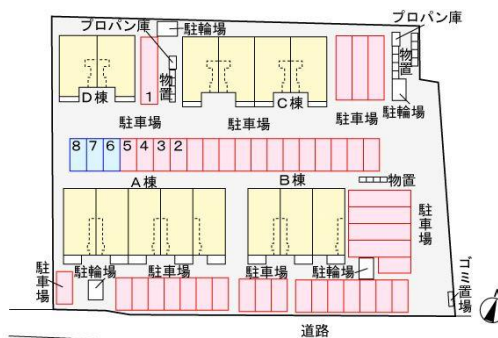 プロパン庫
プロパン庫
駐輪場
物置
物置
D棟
1
C棟
駐輪場
駐車場
駐車場
駐車場
8 7 6 5 4 3 2
物置
A棟
B棟
駐車場
駐車場
駐輪場
駐車場
駐車場
駐輪場
ゴミ置場
道路
N